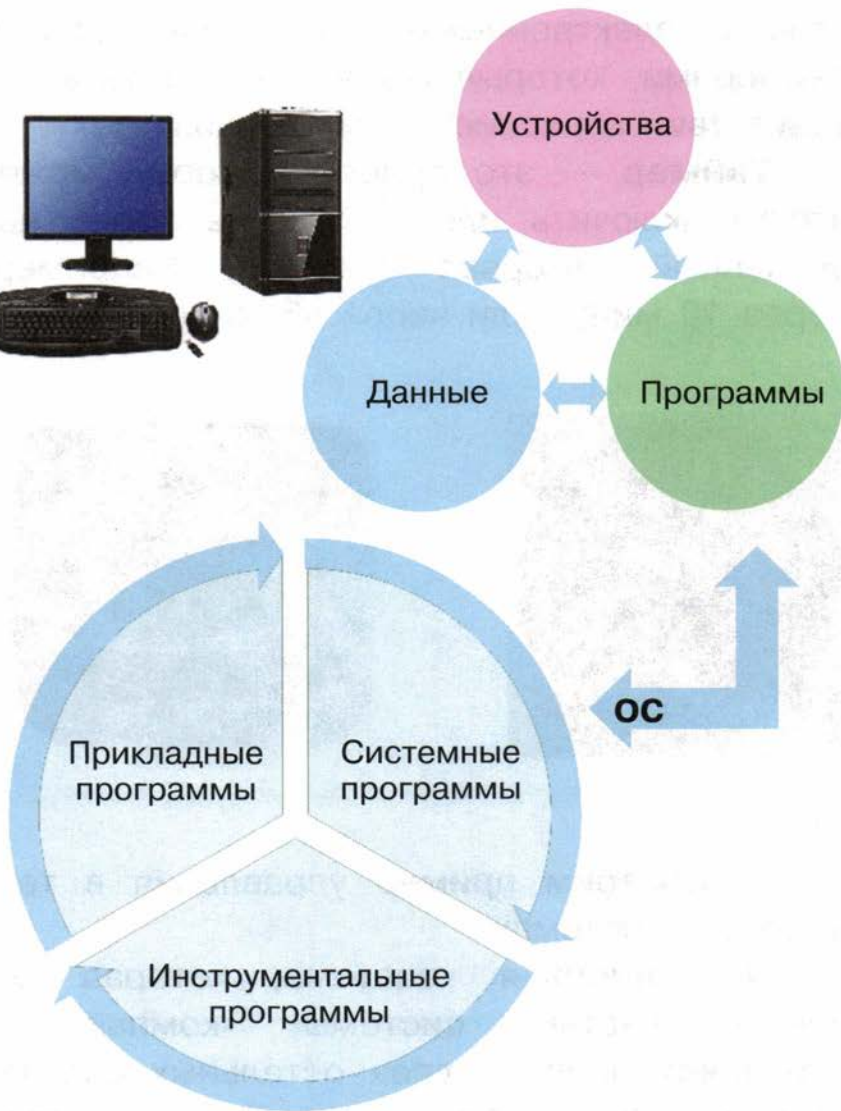 Устройства
Данные
Программы
ОС
Прикладные
программы
Системные
программы
Инструментальные
программы